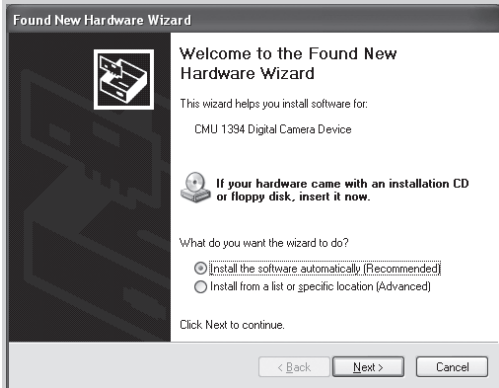 Found New Hardware Wizard
Welcome to the Found New
Hardware Wizard
This wizard helps you install software for:
CMU 1394 Digital Camera Device
If your hardware came with an installation CD
or floppy disk, insert it now.
What do you want the wizard to do?
Install the software automatically (Recommended)
Install from a list or specific location (Advanced)
Click Next to continue.
< Back
Next >
Cancel